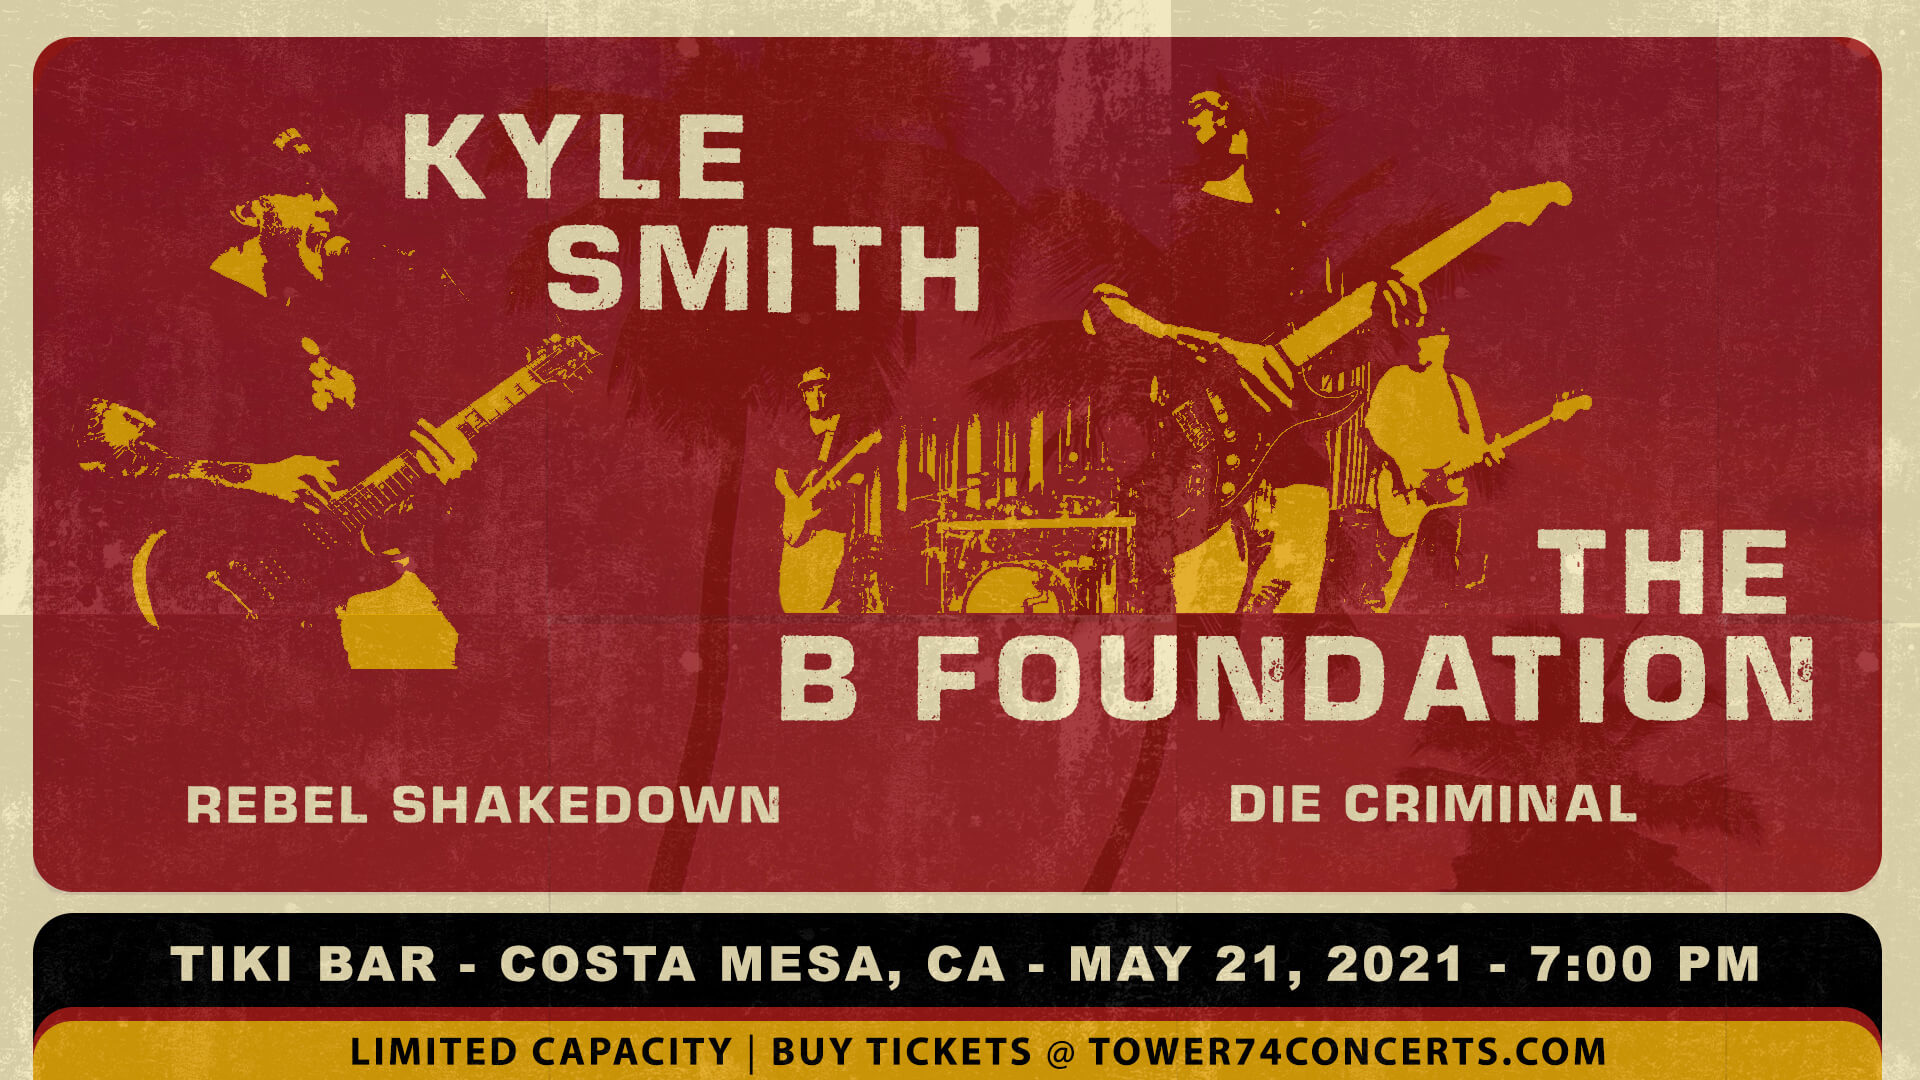 KYLE
SMITH
THE
B FOUNDATION
REBEL SHAKEDOWN
DIE CRIMINAL
TIKI BAR - COSTA MESA, CA - MAY 21, 2021 - 7:00 PM
LIMITED CAPACITY | BUY TICKETS @ TOWER74CONCERTS.COM